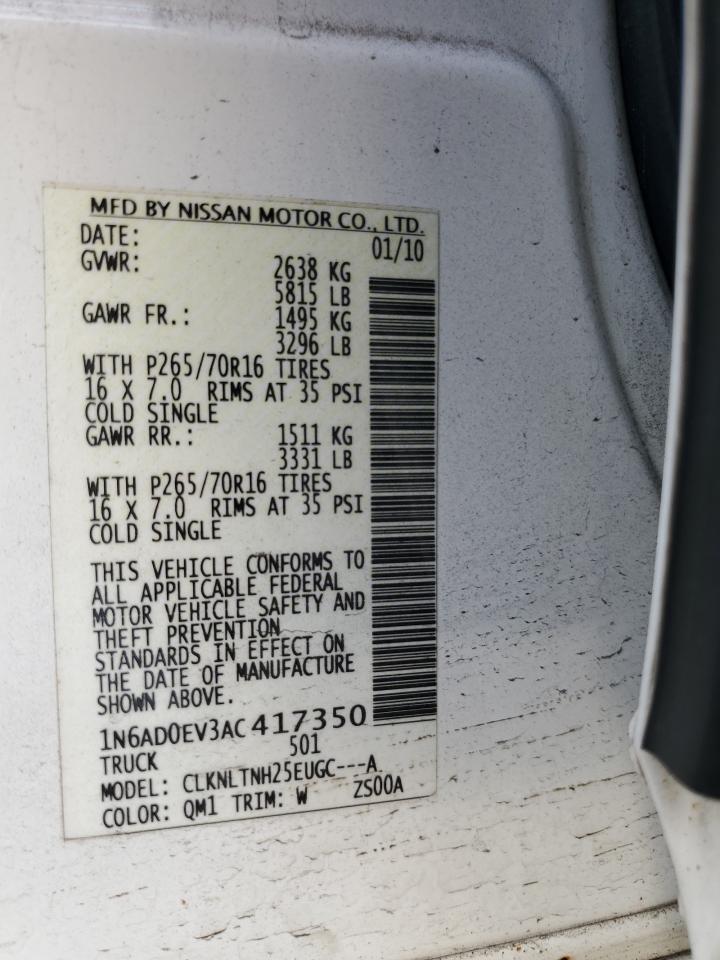 MFD BY NISSAN MOTOR CO., LTD.
DATE: 01/10
GVWR: 2638 KG
5815 LB
GAWR FR.: 1495 KG
3296 LB
WITH P265/70R16 TIRES
16 X 7.0 RIMS AT 35 PSI
COLD SINGLE
GAWR RR.: 1511 KG
3331 LB
WITH P265/70R16 TIRES
16 X 7.0 RIMS AT 35 PSI
COLD SINGLE
THIS VEHICLE CONFORMS TO
ALL APPLICABLE FEDERAL
MOTOR VEHICLE SAFETY AND
THEFT PREVENTION
STANDARDS IN EFFECT ON
THE DATE OF MANUFACTURE
SHOWN ABOVE.
1N6AD0EV3AC417350
TRUCK 501
MODEL: CLKNLTNH25EUGC---A
COLOR: QM1 TRIM: W ZS00A